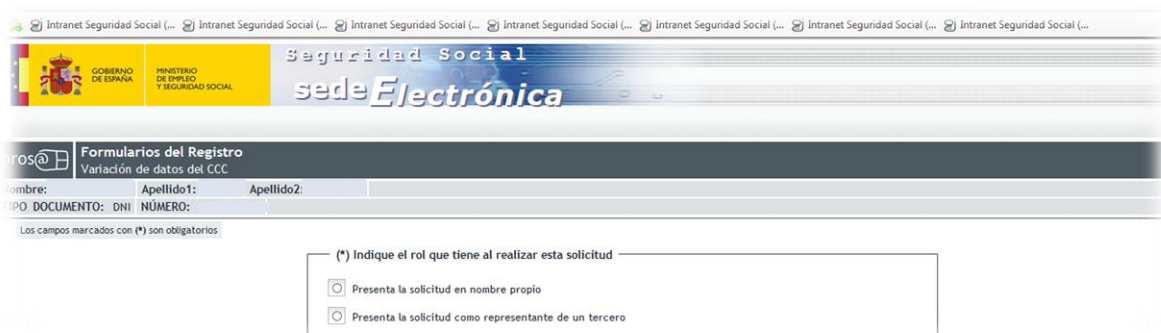 Intranet Seguridad Social (... Intranet Seguridad Social (... Intranet Seguridad Social (... Intranet Seguridad Social (... Intranet Seguridad Social (... Intranet Seguridad Social (... Intranet Seguridad Social (...
GOBIERNO DE ESPAÑA
MINISTERIO DE EMPLEO Y SEGURIDAD SOCIAL
Seguridad Social
sedeElectrónica
Formularios del Registro
Variación de datos del CCC
Apellido1: Apellido2:
DOCUMENTO: DNI NÚMERO:
Los campos marcados con (*) son obligatorios
(*) Indique el rol que tiene al realizar esta solicitud
Presenta la solicitud en nombre propio
Presenta la solicitud como representante de un tercero